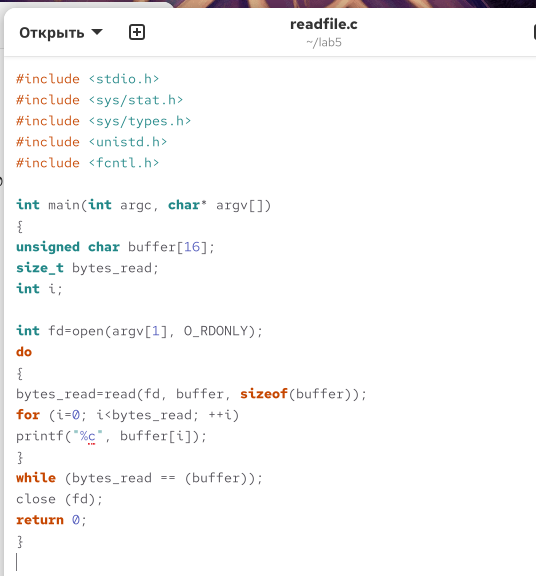 Открыть
readfile.c
~/lab5
#include <stdio.h>
#include <sys/stat.h>
#include <sys/types.h>
#include <unistd.h>
#include <fcntl.h>
int main(int argc, char* argv[])
{
unsigned char buffer[16];
size_t bytes_read;
int i;
int fd=open(argv[1], O_RDONLY);
do
{
bytes_read=read(fd, buffer, sizeof(buffer));
for (i=0; i<bytes_read; ++i)
printf("%c", buffer[i]);
}
while (bytes_read == (buffer));
close (fd);
return 0;
}